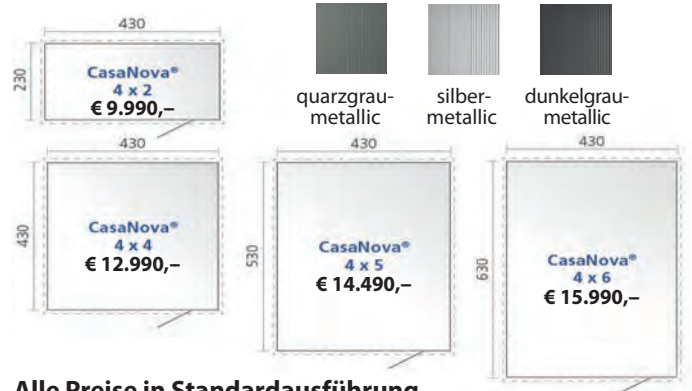 430
230
CasaNova®
4 x 2
€ 9.990,–
quarzgrau-
metallic
silber-
metallic
dunkelgrau-
metallic
430
430
CasaNova®
4 x 4
€ 12.990,–
430
530
CasaNova®
4 x 5
€ 14.490,–
430
630
CasaNova®
4 x 6
€ 15.990,–
Alle Preise in Standardausführung